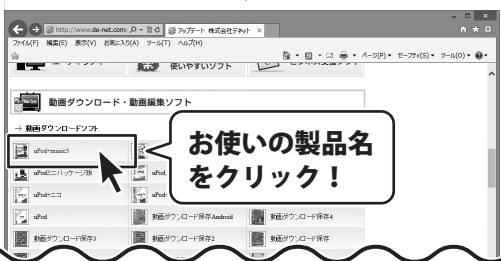 http://www.de-net.com/
アップデート 株式会社デネット
ファイル(F) 編集(E) 表示(V) お気に入り(A) ツール(T) ヘルプ(H)
ページ(P) セーフティ(S) ツール(O)
使いやすいソフト
動画ダウンロード・動画編集ソフト
→ 動画ダウンロードソフト
uPod+music3
お使いの製品名
をクリック！
uPodミニパッケージ版
uPod+ニコ
uPod
動画ダウンロード保存Android
動画ダウンロード保存4
動画ダウンロード保存3
動画ダウンロード保存2
動画ダウンロード保存